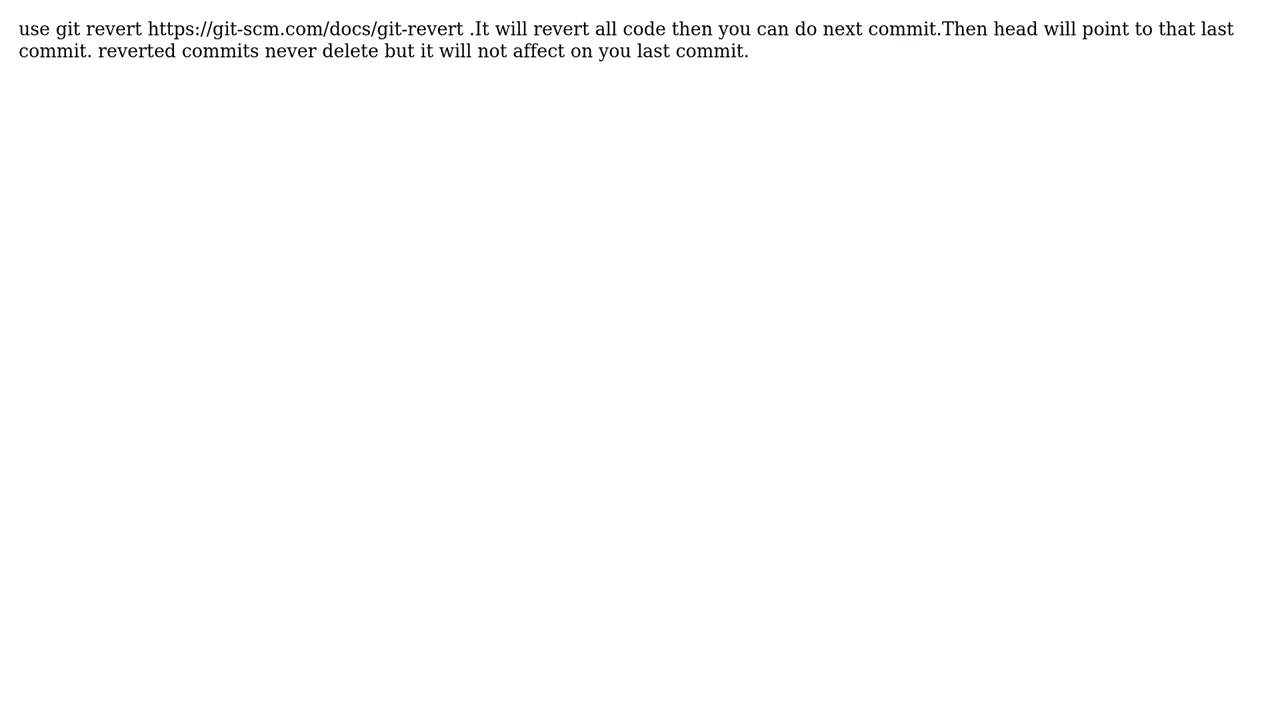 use git revert https://git-scm.com/docs/git-revert .It will revert all code then you can do next commit.Then head will point to that last
commit. reverted commits never delete but it will not affect on you last commit.